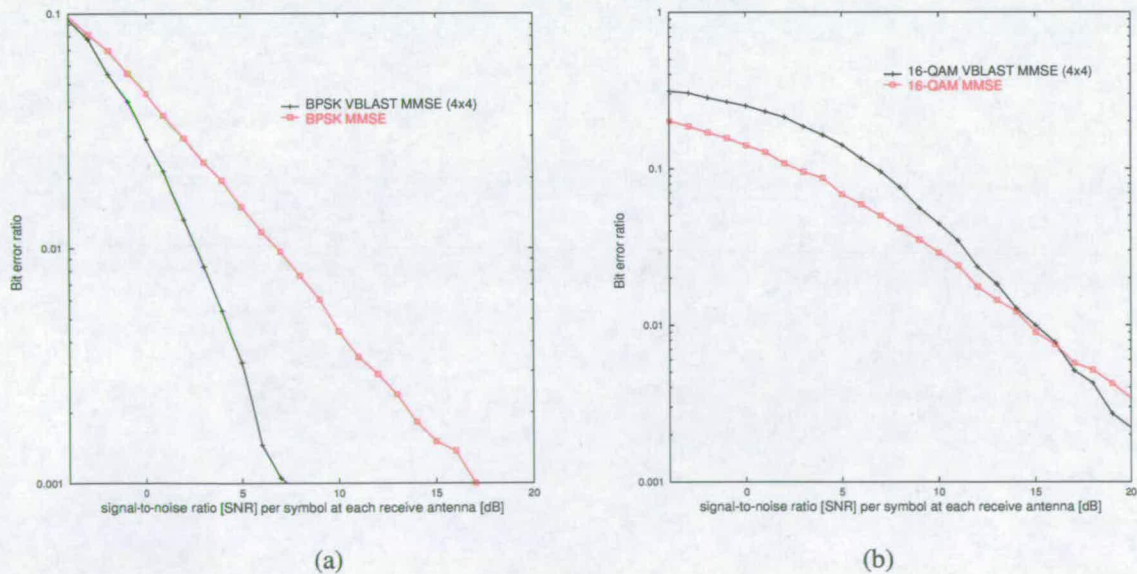 0.1
BPSK VBLAST MMSE (4x4)
BPSK MMSE
Bit error ratio
0.01
0.001
0
5
10
15
20
signal-to-noise ratio [SNR] per symbol at each receive antenna [dB]
(a)
1
16-QAM VBLAST MMSE (4x4)
16-QAM MMSE
0.1
Bit error ratio
0.01
0.001
0
5
10
15
20
signal-to-noise ratio [SNR] per symbol at each receive antenna [dB]
(b)